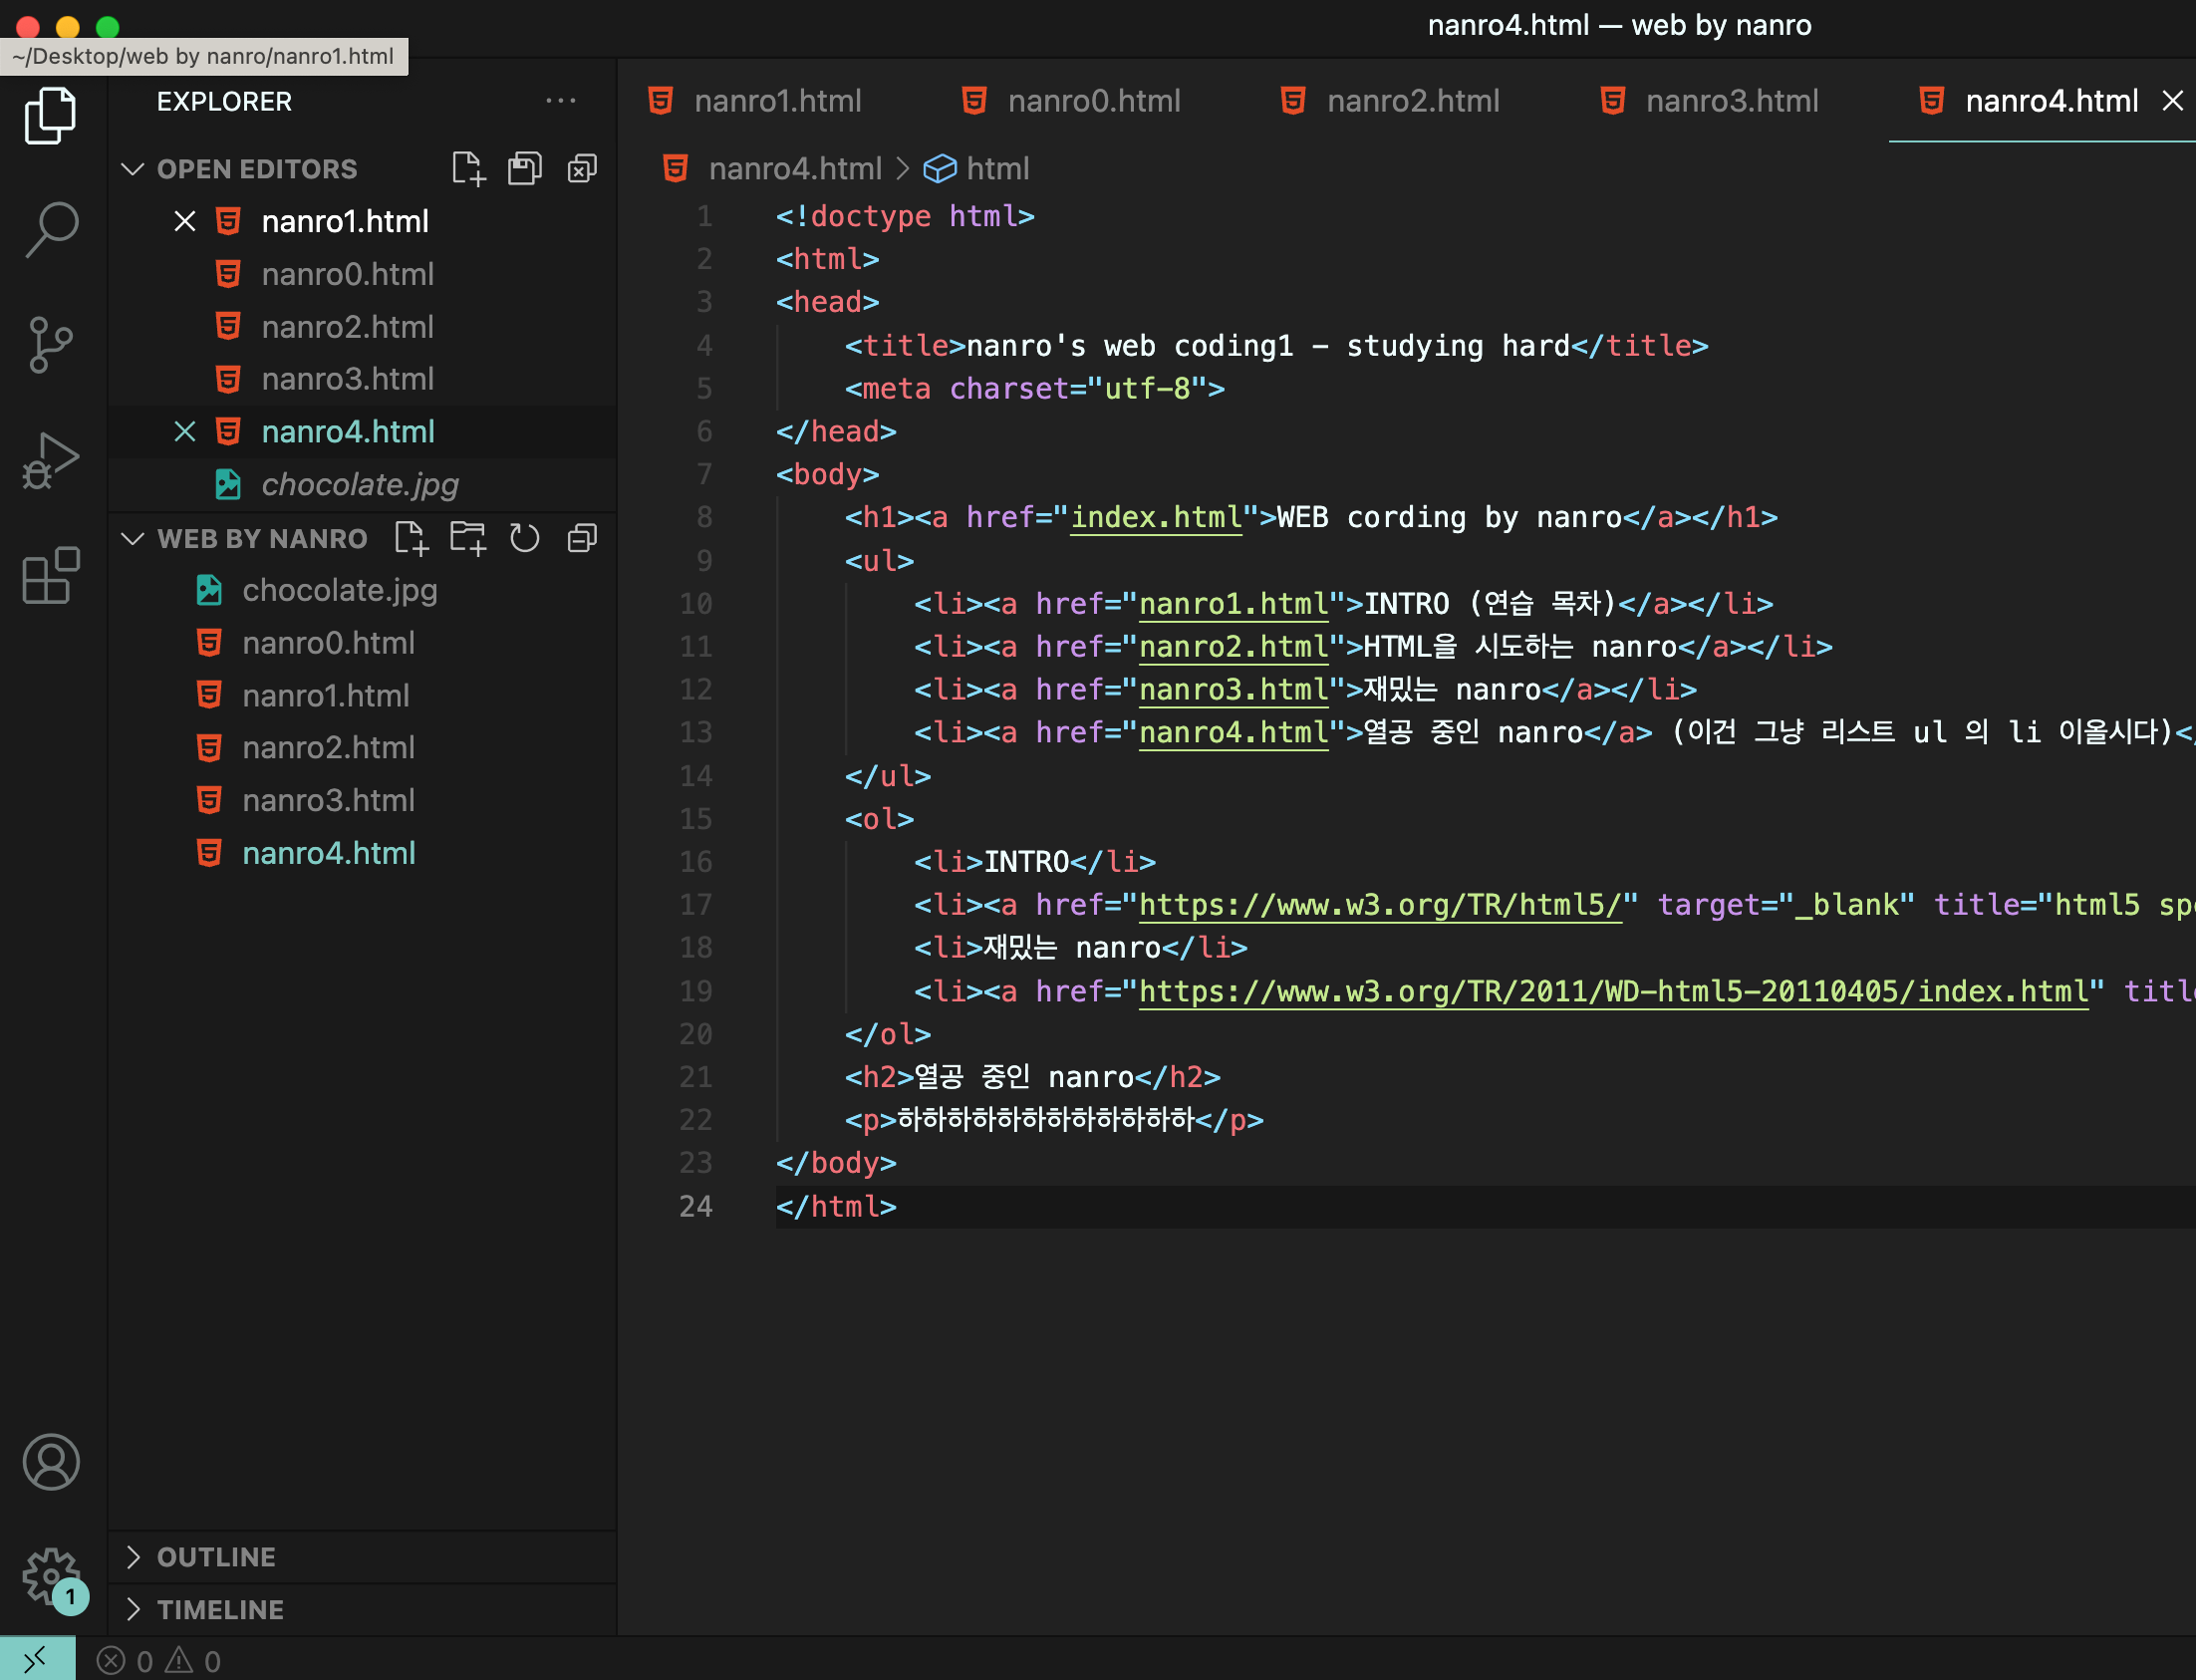 nanro4.html — web by nanro
~/Desktop/web by nanro/nanro1.html
EXPLORER
OPEN EDITORS
nanro1.html
nanro0.html
nanro2.html
nanro3.html
nanro4.html
chocolate.jpg
WEB BY NANRO
chocolate.jpg
nanro0.html
nanro1.html
nanro2.html
nanro3.html
nanro4.html
OUTLINE
TIMELINE
1
0 0
nanro1.html nanro0.html nanro2.html nanro3.html nanro4.html
nanro4.html > html
1 <!doctype html>
2 <html>
3 <head>
4 <title>nanro's web coding1 - studying hard</title>
5 <meta charset="utf-8">
6 </head>
7 <body>
8 <h1><a href="index.html">WEB cording by nanro</a></h1>
9 <ul>
10 <li><a href="nanro1.html">INTRO (연습 목차)</a></li>
11 <li><a href="nanro2.html">HTML을 시도하는 nanro</a></li>
12 <li><a href="nanro3.html">재밌는 nanro</a></li>
13 <li><a href="nanro4.html">열공 중인 nanro</a> (이건 그냥 리스트 ul 의 li 이올시다)</
14 </ul>
15 <ol>
16 <li>INTRO</li>
17 <li><a href="https://www.w3.org/TR/html5/" target="_blank" title="html5 spe
18 <li>재밌는 nanro</li>
19 <li><a href="https://www.w3.org/TR/2011/WD-html5-20110405/index.html" title
20 </ol>
21 <h2>열공 중인 nanro</h2>
22 <p>하하하하하하하하하하하하</p>
23 </body>
24 </html>